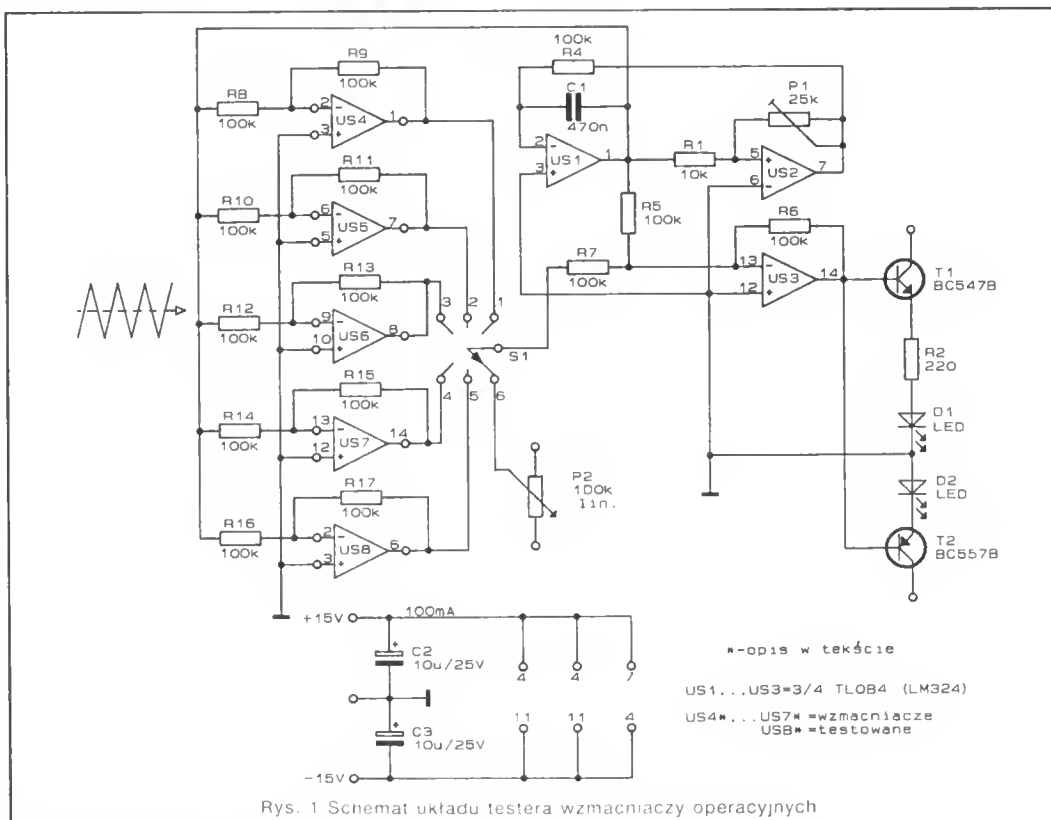 R9
100k
R8
100k
2
3
US4
1
R11
100k
R10
100k
6
5
US5
7
R13
100k
R12
100k
9
10
US6
8
R15
100k
R14
100k
13
12
US7
14
R17
100k
R16
100k
2
3
US8
6
3
2
1
4
5
6
S1
P2
100k
lin.
100k
R4
C1
470n
2
3
US1
1
R1
10k
P1
25k
5
6
US2
7
R5
100k
R7
100k
R6
100k
13
12
US3
14
T1
BC547B
R2
220
D1
LED
D2
LED
T2
BC557B
+15V
100mA
C2
10u/25V
C3
10u/25V
-15V
4
4
7
11
11
4
*-opis w tekście
US1...US3=3/4 TL084 (LM324)
US4*...US7*=wzmacniacze
US8*=testowane
Rys. 1 Schemat układu testera wzmacniaczy operacyjnych